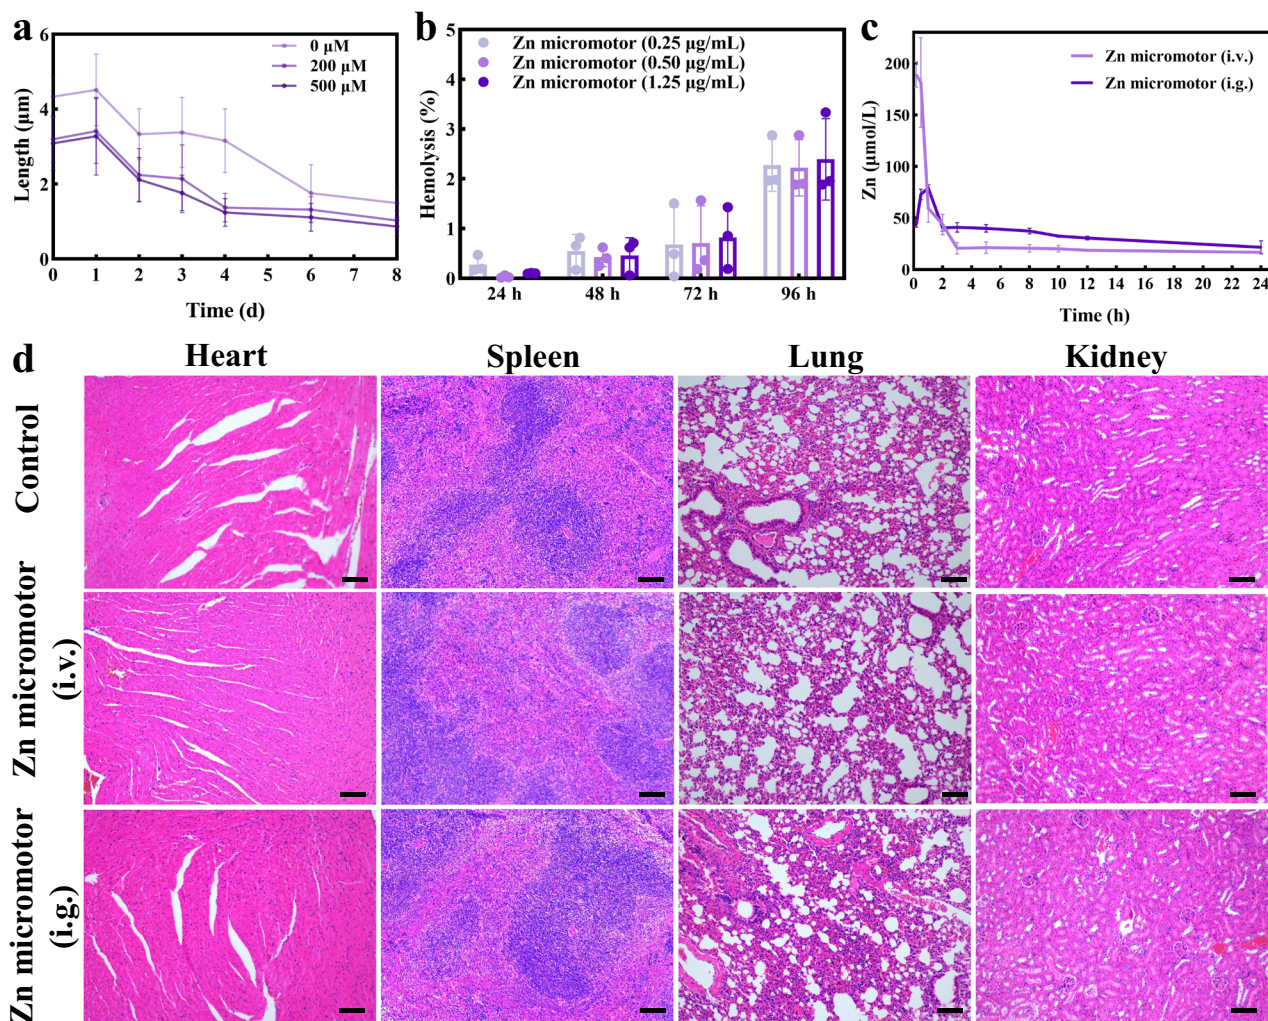 a
6
4
2
0
Length (μm)
0 1 2 3 4 6 8
Time (d)
0 μM
200 μM
500 μM
b
5
4
3
2
1
0
Hemolysis (%)
Zn micromotor (0.25 μg/mL)
Zn micromotor (0.50 μg/mL)
Zn micromotor (1.25 μg/mL)
24 h 48 h 72 h 96 h
c
200
150
100
50
0
Zn (μmol/L)
Zn micromotor (i.v.)
Zn micromotor (i.g.)
0 2 4 6 8 10 12 14 16 18 20 22 24
Time (h)
d
Heart Spleen Lung Kidney
Control
Zn micromotor
(i.v.)
Zn micromotor
(i.g.)